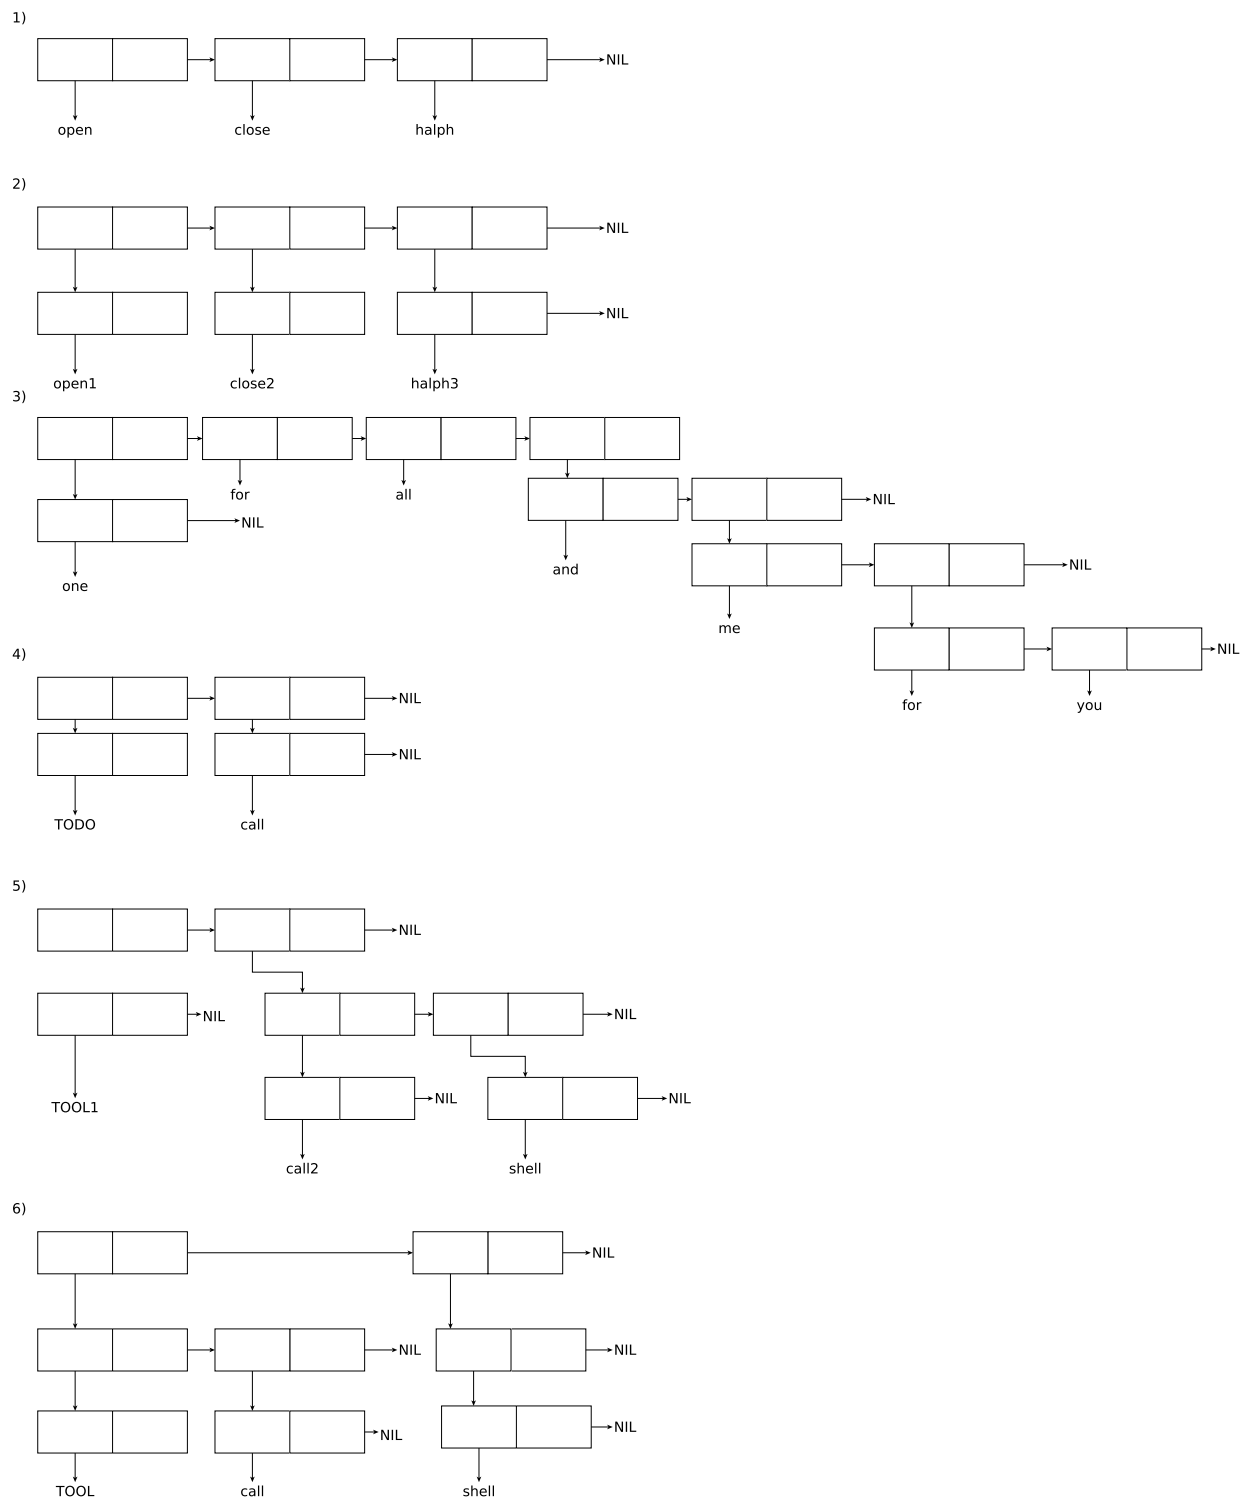 1)
NIL
open close halph
2)
NIL
NIL
open1 close2 halph3
3)
for all NIL
NIL
and NIL
one
me
NIL
for you
4)
NIL
NIL
TODO call
5)
NIL
NIL NIL
NIL NIL
TOOL1
call2 shell
6)
NIL
NIL NIL
NIL NIL
TOOL call shell